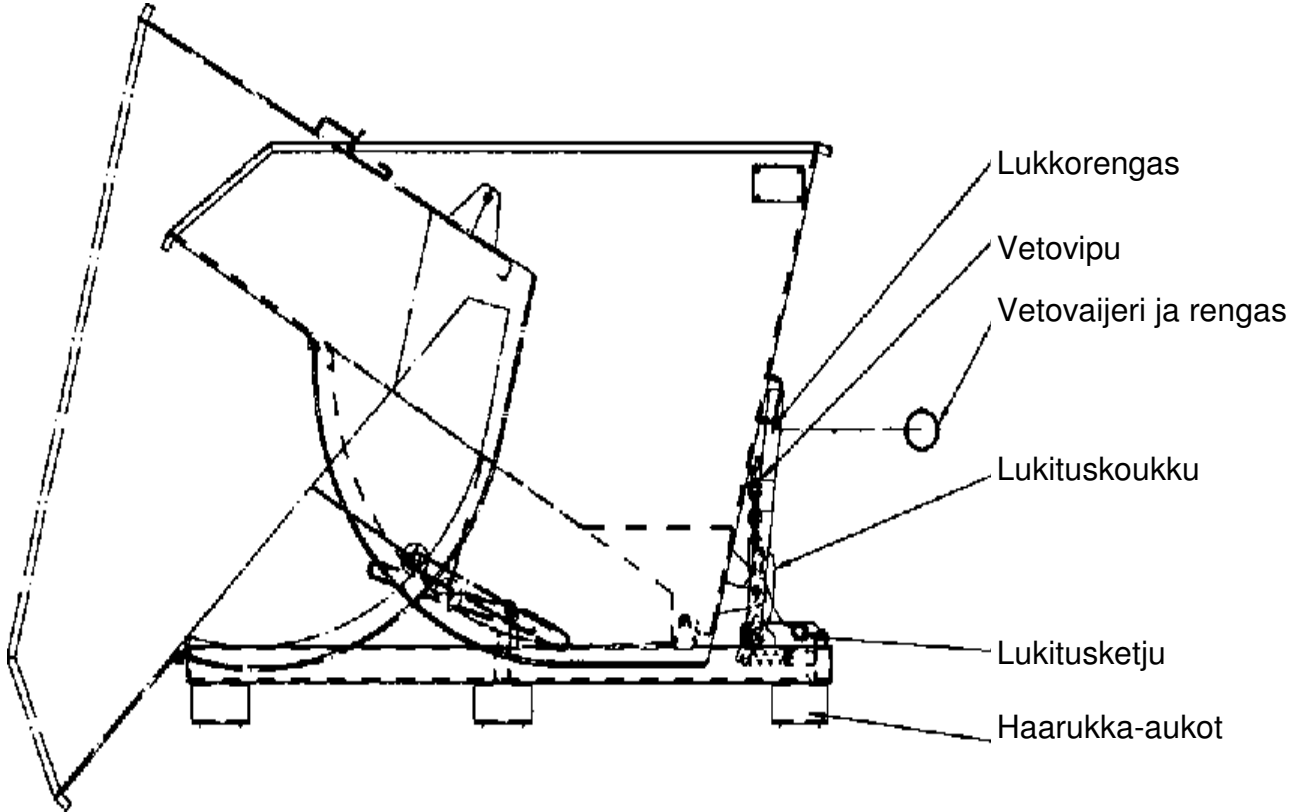 Lukkorengas
Vetovipu
Vetovaijeri ja rengas
Lukituskoukku
Lukitusketju
Haarukka-aukot